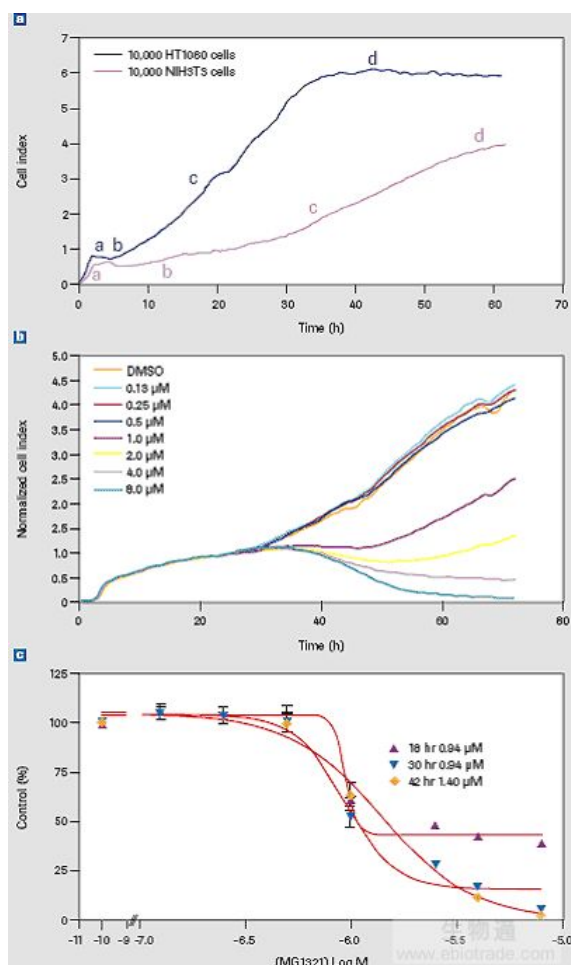 a
7
10,000 HT1080 cells
10,000 NIH3T3 cells
6
5
4
3
2
1
0
Cell index
a b c d
a b c d
0 10 20 30 40 50 60 70
Time (h)
b
5.0
4.5
4.0
3.5
3.0
2.5
2.0
1.5
1.0
0.5
0
Normalized cell index
DMSO
0.13 µM
0.25 µM
0.5 µM
1.0 µM
2.0 µM
4.0 µM
8.0 µM
0 20 40 60 80
Time (h)
c
125
100
75
50
25
0
Control (%)
18 hr 0.94 µM
30 hr 0.94 µM
42 hr 1.40 µM
-11 -10 -9 -7.0 -6.5 -6.0 -5.5 -5.0
(MG1321) Log M
生物通
www.ebiotrade.com